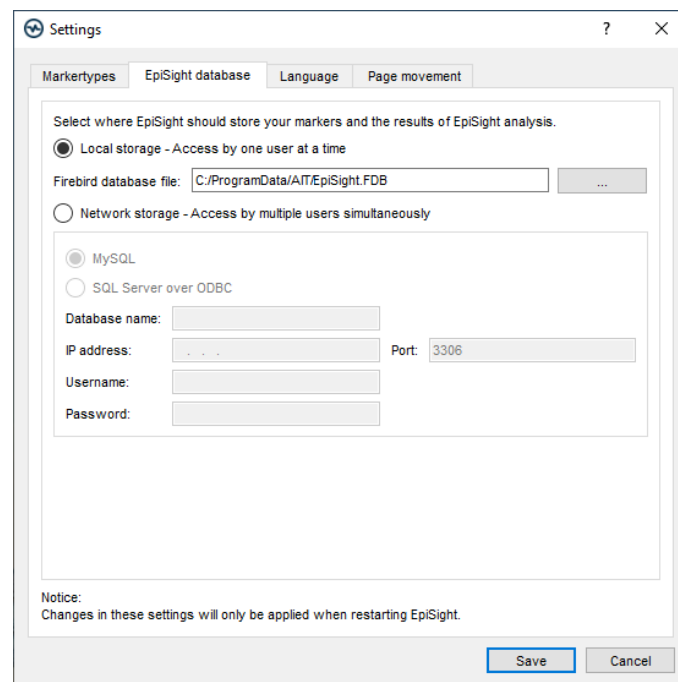 Settings
?
Markertypes EpiSight database Language Page movement
Select where EpiSight should store your markers and the results of EpiSight analysis.
Local storage - Access by one user at a time
Firebird database file: C:/ProgramData/AIT/EpiSight.FDB ...
Network storage - Access by multiple users simultaneously
MySQL
SQL Server over ODBC
Database name:
IP address: . . . Port: 3306
Username:
Password:
Notice:
Changes in these settings will only be applied when restarting EpiSight.
Save Cancel